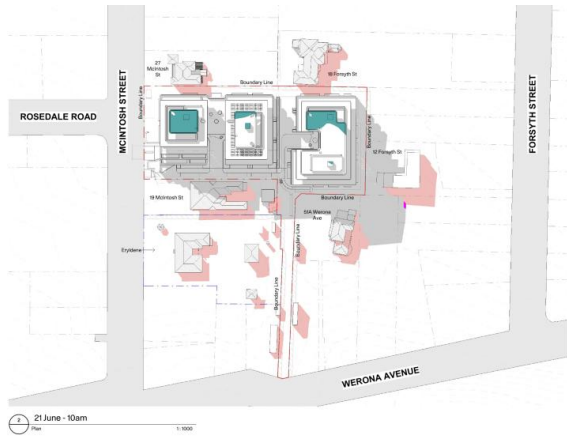 27
McIntosh
St
Boundary Line
18 Forsyth St
ROSEDALE ROAD
MCINTOSH STREET
Boundary Line
Boundary Line
FORSYTH STREET
12 Forsyth St
19 McIntosh St
Boundary Line
51A Werona
Ave
Eryldene
Boundary Line
Boundary Line
WERONA AVENUE
2
21 June - 10am
Plan
1: 1000